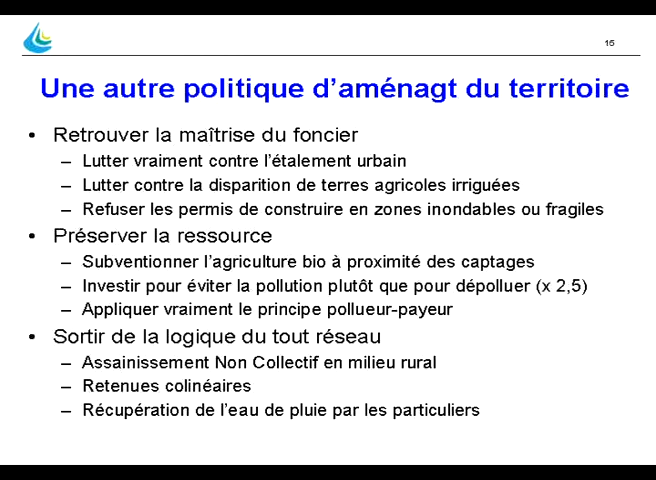 15
Une autre politique d'aménagt du territoire
• Retrouver la maîtrise du foncier
– Lutter vraiment contre l'étalement urbain
– Lutter contre la disparition de terres agricoles irriguées
– Refuser les permis de construire en zones inondables ou fragiles
• Préserver la ressource
– Subventionner l'agriculture bio à proximité des captages
– Investir pour éviter la pollution plutôt que pour dépolluer (x 2,5)
– Appliquer vraiment le principe pollueur-payeur
• Sortir de la logique du tout réseau
– Assainissement Non Collectif en milieu rural
– Retenues colinéaires
– Récupération de l'eau de pluie par les particuliers